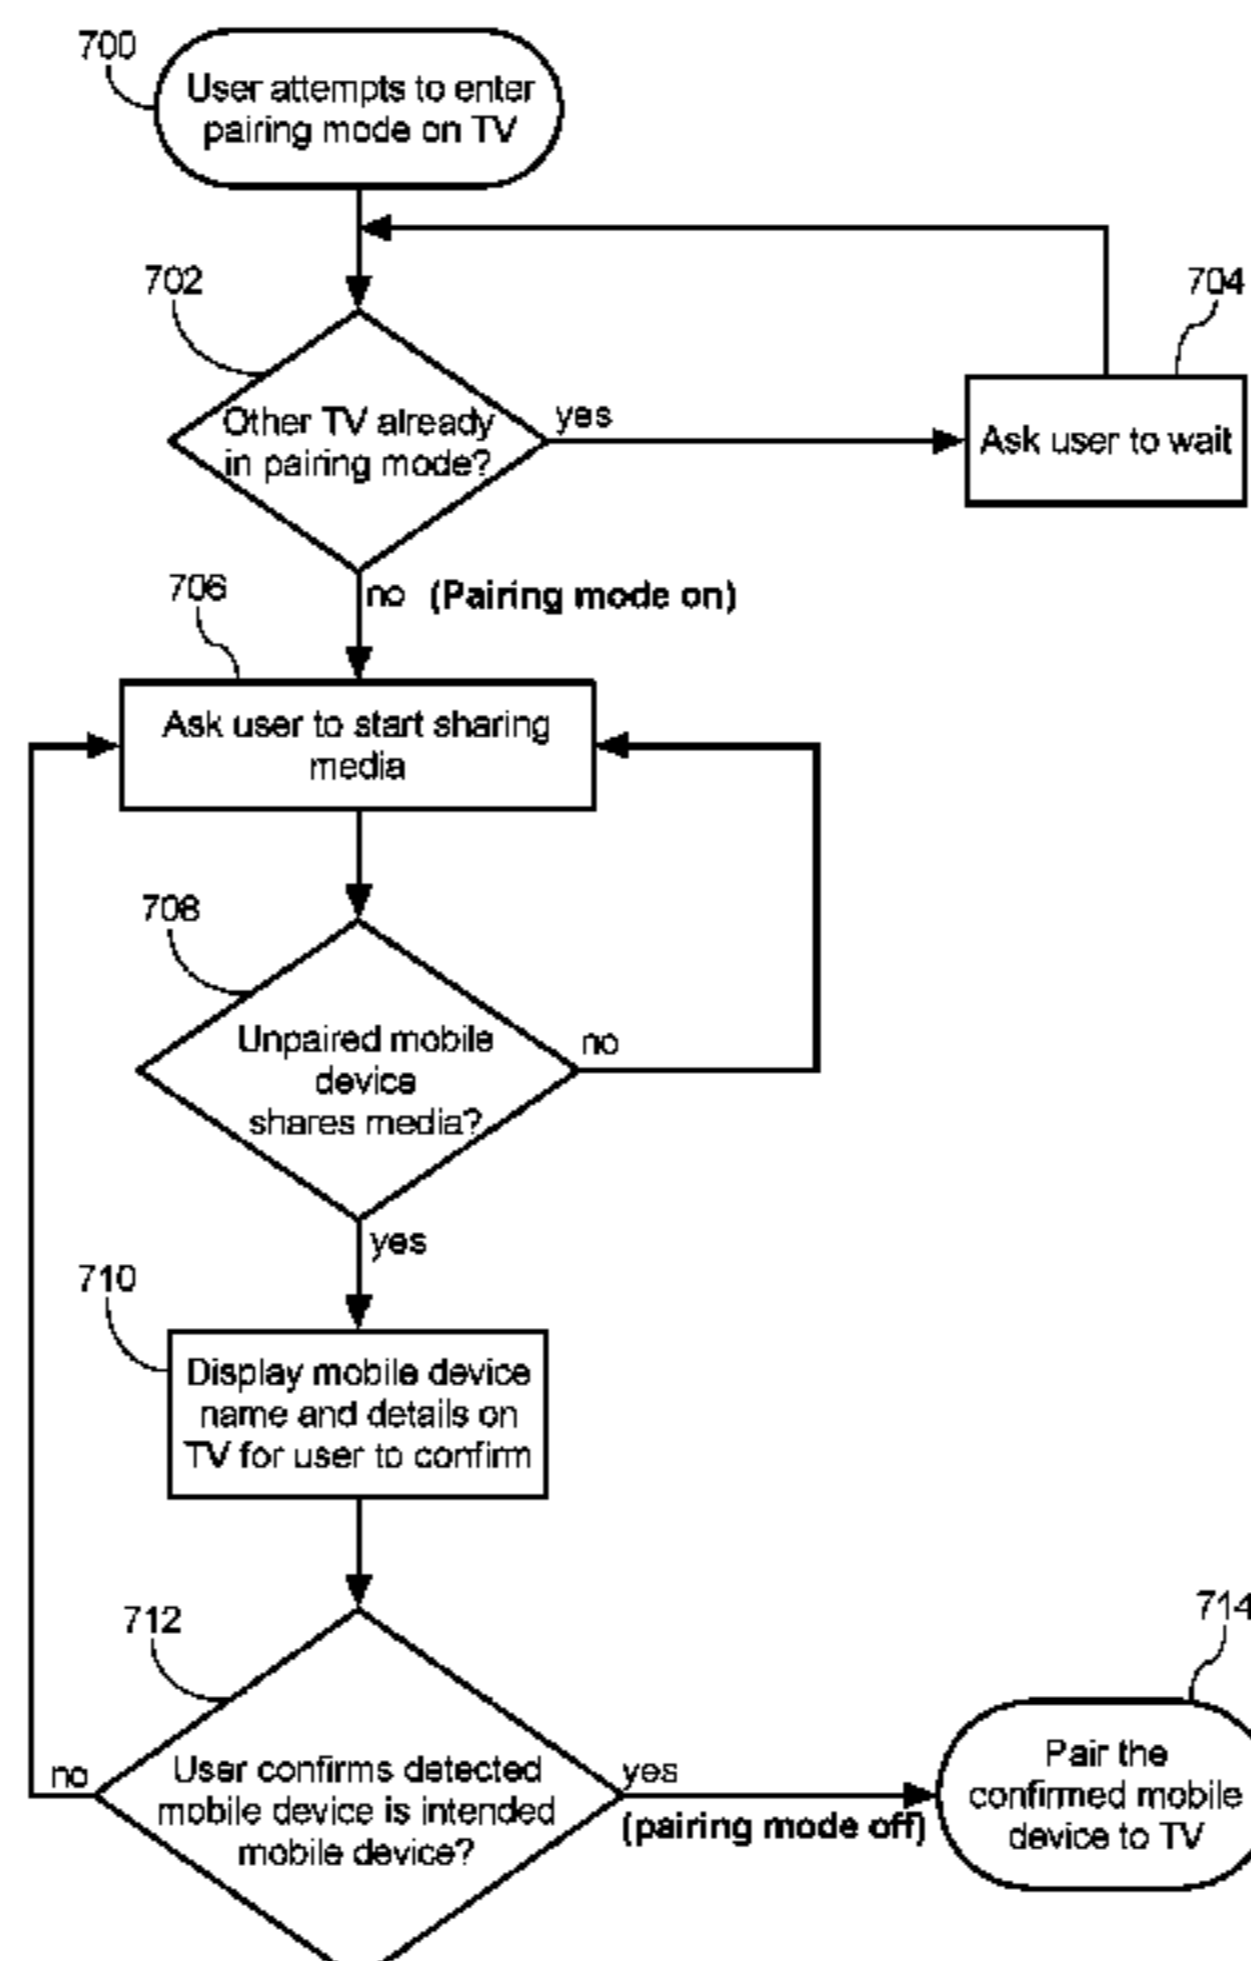 700
User attempts to enter
pairing mode on TV
702
704
Other TV already
in pairing mode?
yes
Ask user to wait
no (Pairing mode on)
706
Ask user to start sharing
media
708
Unpaired mobile
device
shares media?
no
yes
710
Display mobile device
name and details on
TV for user to confirm
712
714
no
User confirms detected
mobile device is intended
mobile device?
yes
(pairing mode off)
Pair the
confirmed mobile
device to TV